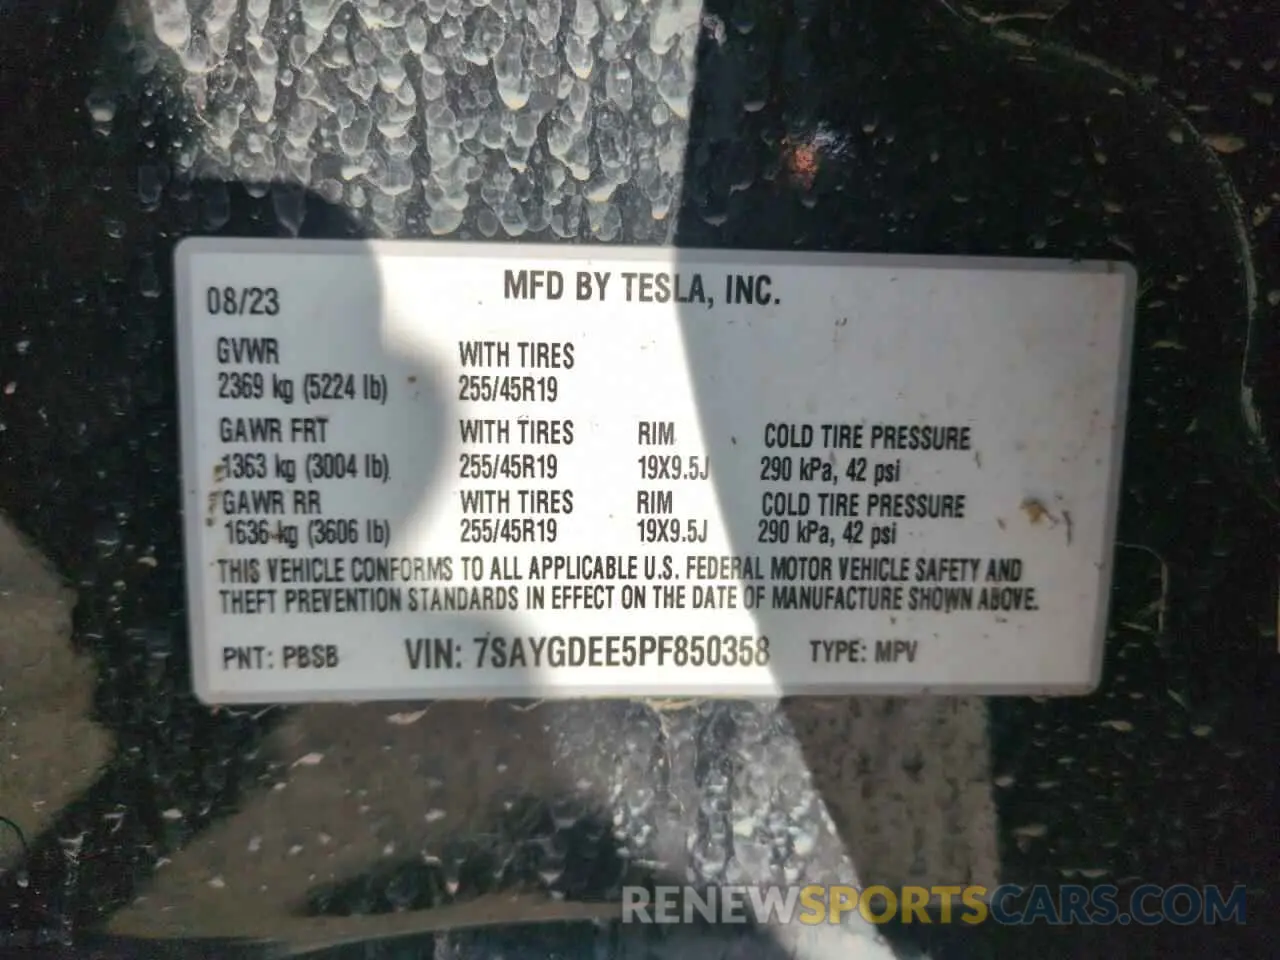 MFD BY TESLA, INC.
08/23
GVWR WITH TIRES
2369 kg (5224 lb) 255/45R19
GAWR FRT WITH TIRES RIM COLD TIRE PRESSURE
1363 kg (3004 lb) 255/45R19 19X9.5J 290 kPa, 42 psi
GAWR RR WITH TIRES RIM COLD TIRE PRESSURE
1636 kg (3606 lb) 255/45R19 19X9.5J 290 kPa, 42 psi
THIS VEHICLE CONFORMS TO ALL APPLICABLE U.S. FEDERAL MOTOR VEHICLE SAFETY AND
THEFT PREVENTION STANDARDS IN EFFECT ON THE DATE OF MANUFACTURE SHOWN ABOVE.
PNT: PBSB VIN: 7SAYGDEE5PF850358 TYPE: MPV
RENEWSPORTSCARS.COM